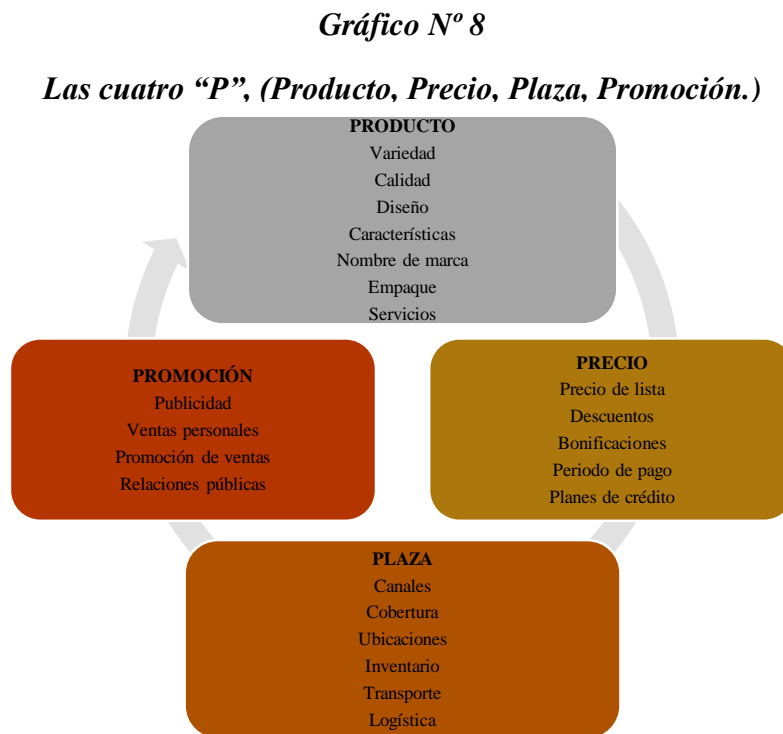 Gráfico Nº 8
Las cuatro “P”, (Producto, Precio, Plaza, Promoción.)
PRODUCTO
Variedad
Calidad
Diseño
Características
Nombre de marca
Empaque
Servicios
PROMOCIÓN
Publicidad
Ventas personales
Promoción de ventas
Relaciones públicas
PRECIO
Precio de lista
Descuentos
Bonificaciones
Periodo de pago
Planes de crédito
PLAZA
Canales
Cobertura
Ubicaciones
Inventario
Transporte
Logística